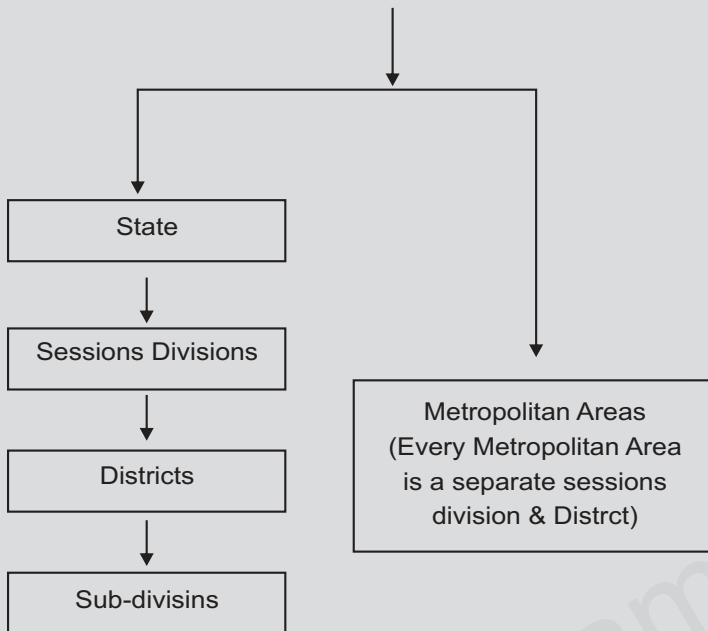 State
Sessions Divisions
Districts
Sub-divisins
Metropolitan Areas
(Every Metropolitan Area
is a separate sessions
division & Distrct)